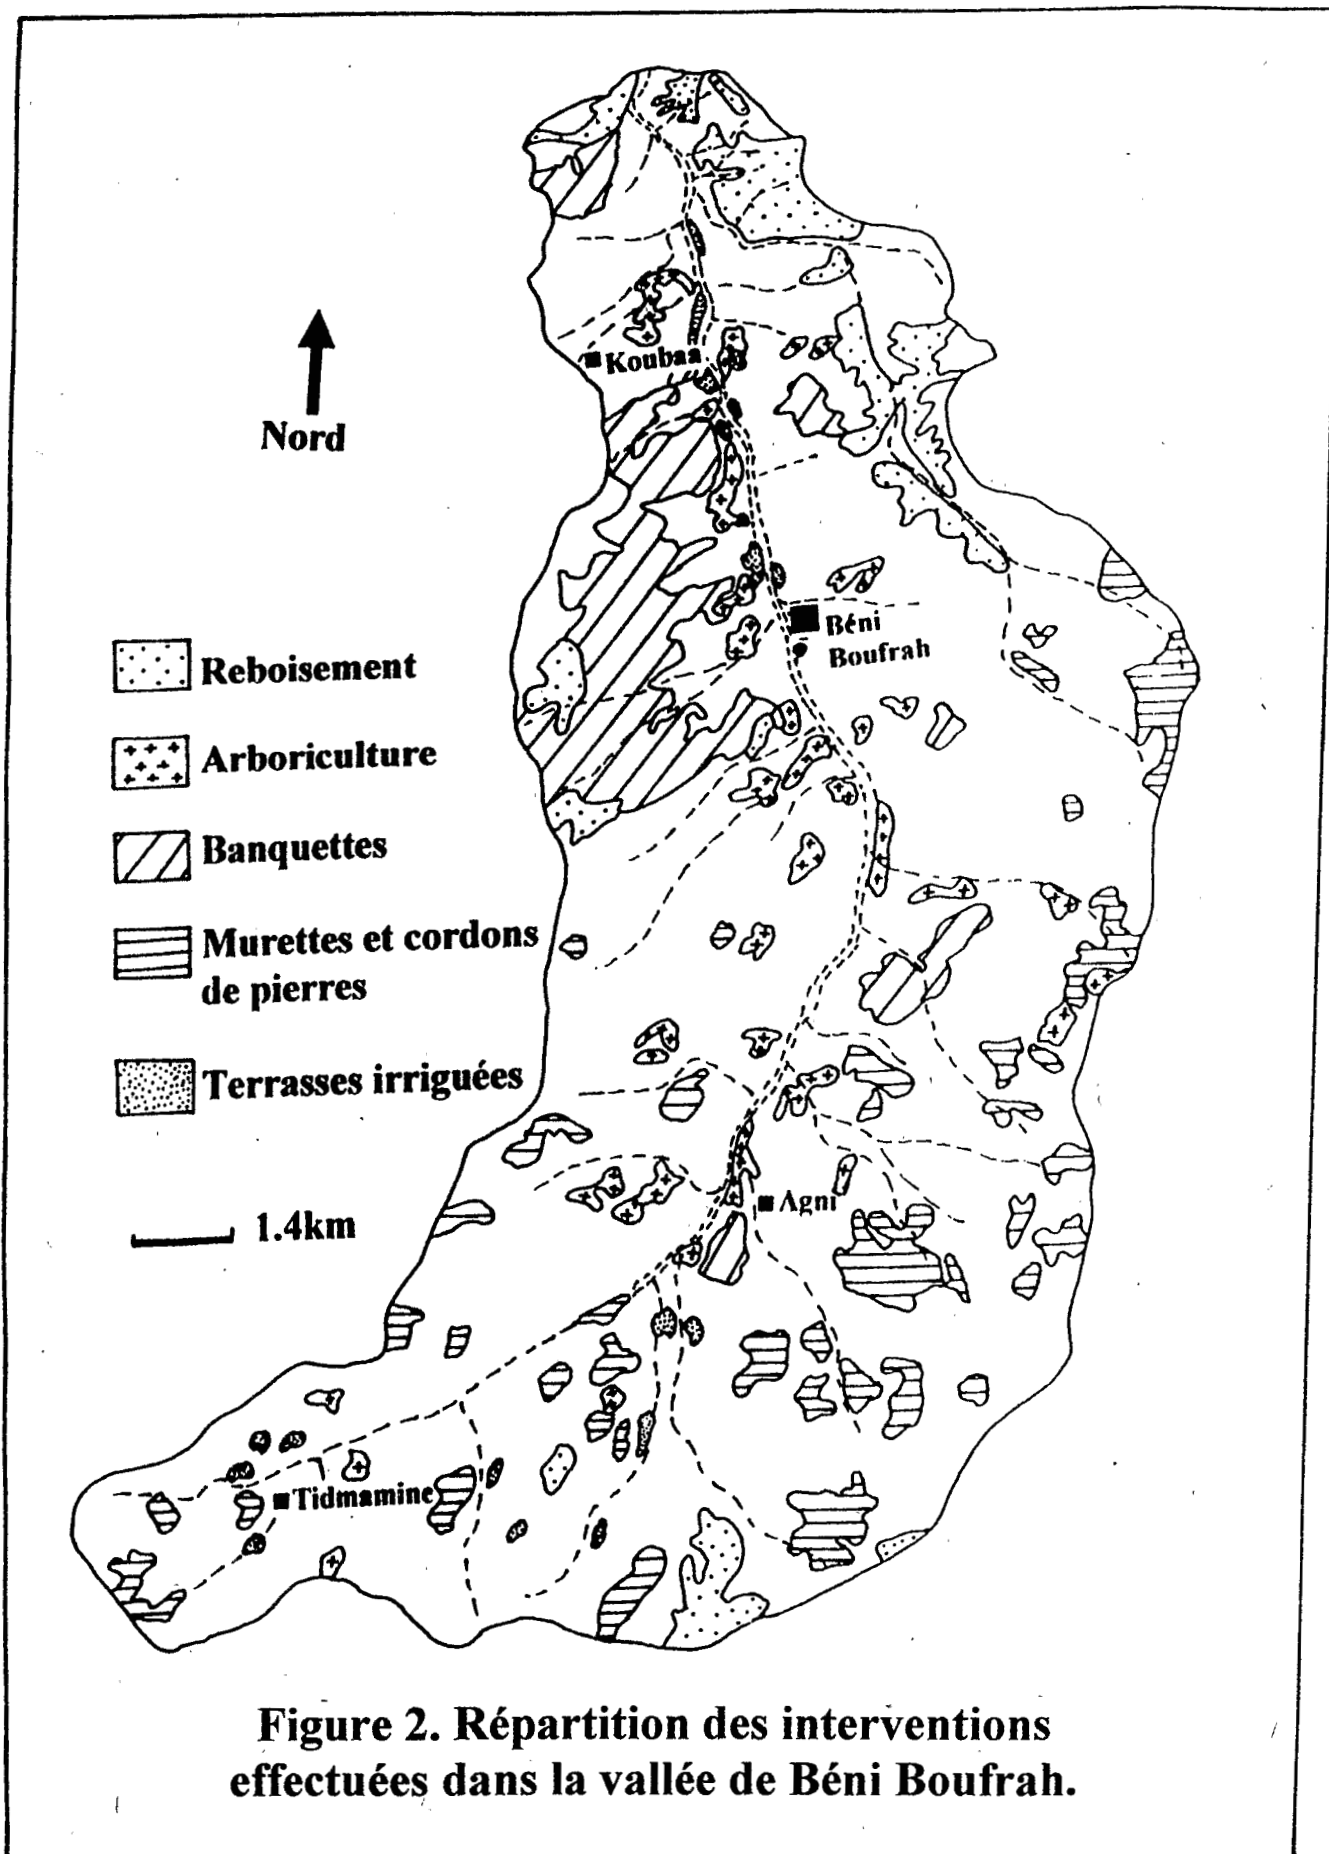 Koubaa
Nord
Béni
Boufrah
Reboisement
Arboriculture
Banquettes
Murettes et cordons
de pierres
Terrasses irriguées
Agni
1.4km
Tidmamine
Figure 2. Répartition des interventions
effectuées dans la vallée de Béni Boufrah.